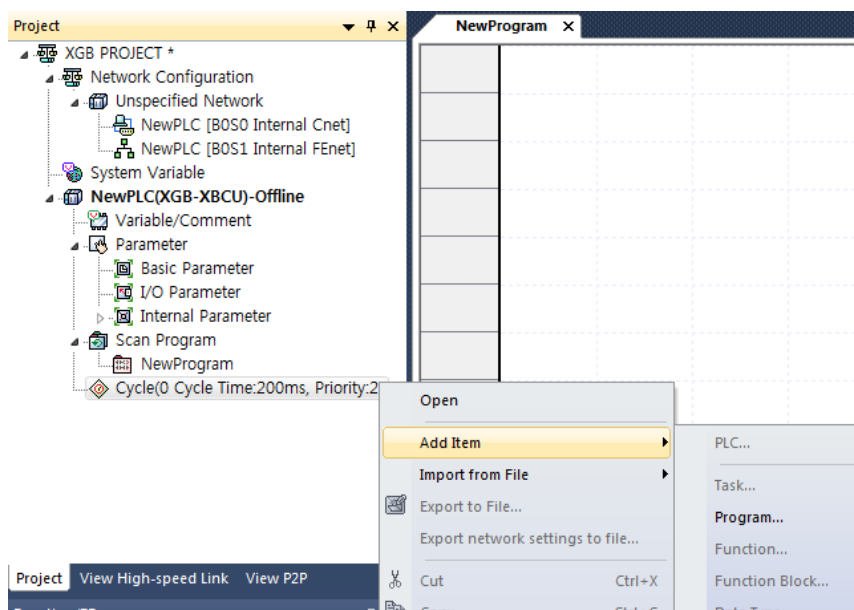 Project
NewProgram
XGB PROJECT *
Network Configuration
Unspecified Network
NewPLC [B0S0 Internal Cnet]
NewPLC [B0S1 Internal FEnet]
System Variable
NewPLC(XGB-XBCU)-Offline
Variable/Comment
Parameter
Basic Parameter
I/O Parameter
Internal Parameter
Scan Program
NewProgram
Cycle(0 Cycle Time:200ms, Priority:2
Open
Add Item
Import from File
Export to File...
Export network settings to file...
Cut Ctrl+X
PLC...
Task...
Program...
Function...
Function Block...
Project View High-speed Link View P2P